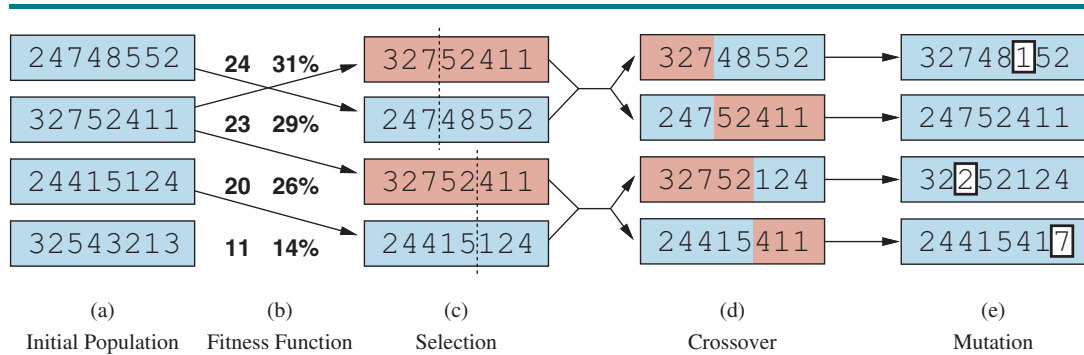 24748552 24 31% 32752411 32748552 32748152
32752411 23 29% 24748552 24752411 24752411
24415124 20 26% 32752411 32752124 32252124
32543213 11 14% 24415124 24415411 24415417
(a) (b) (c) (d) (e)
Initial Population Fitness Function Selection Crossover Mutation